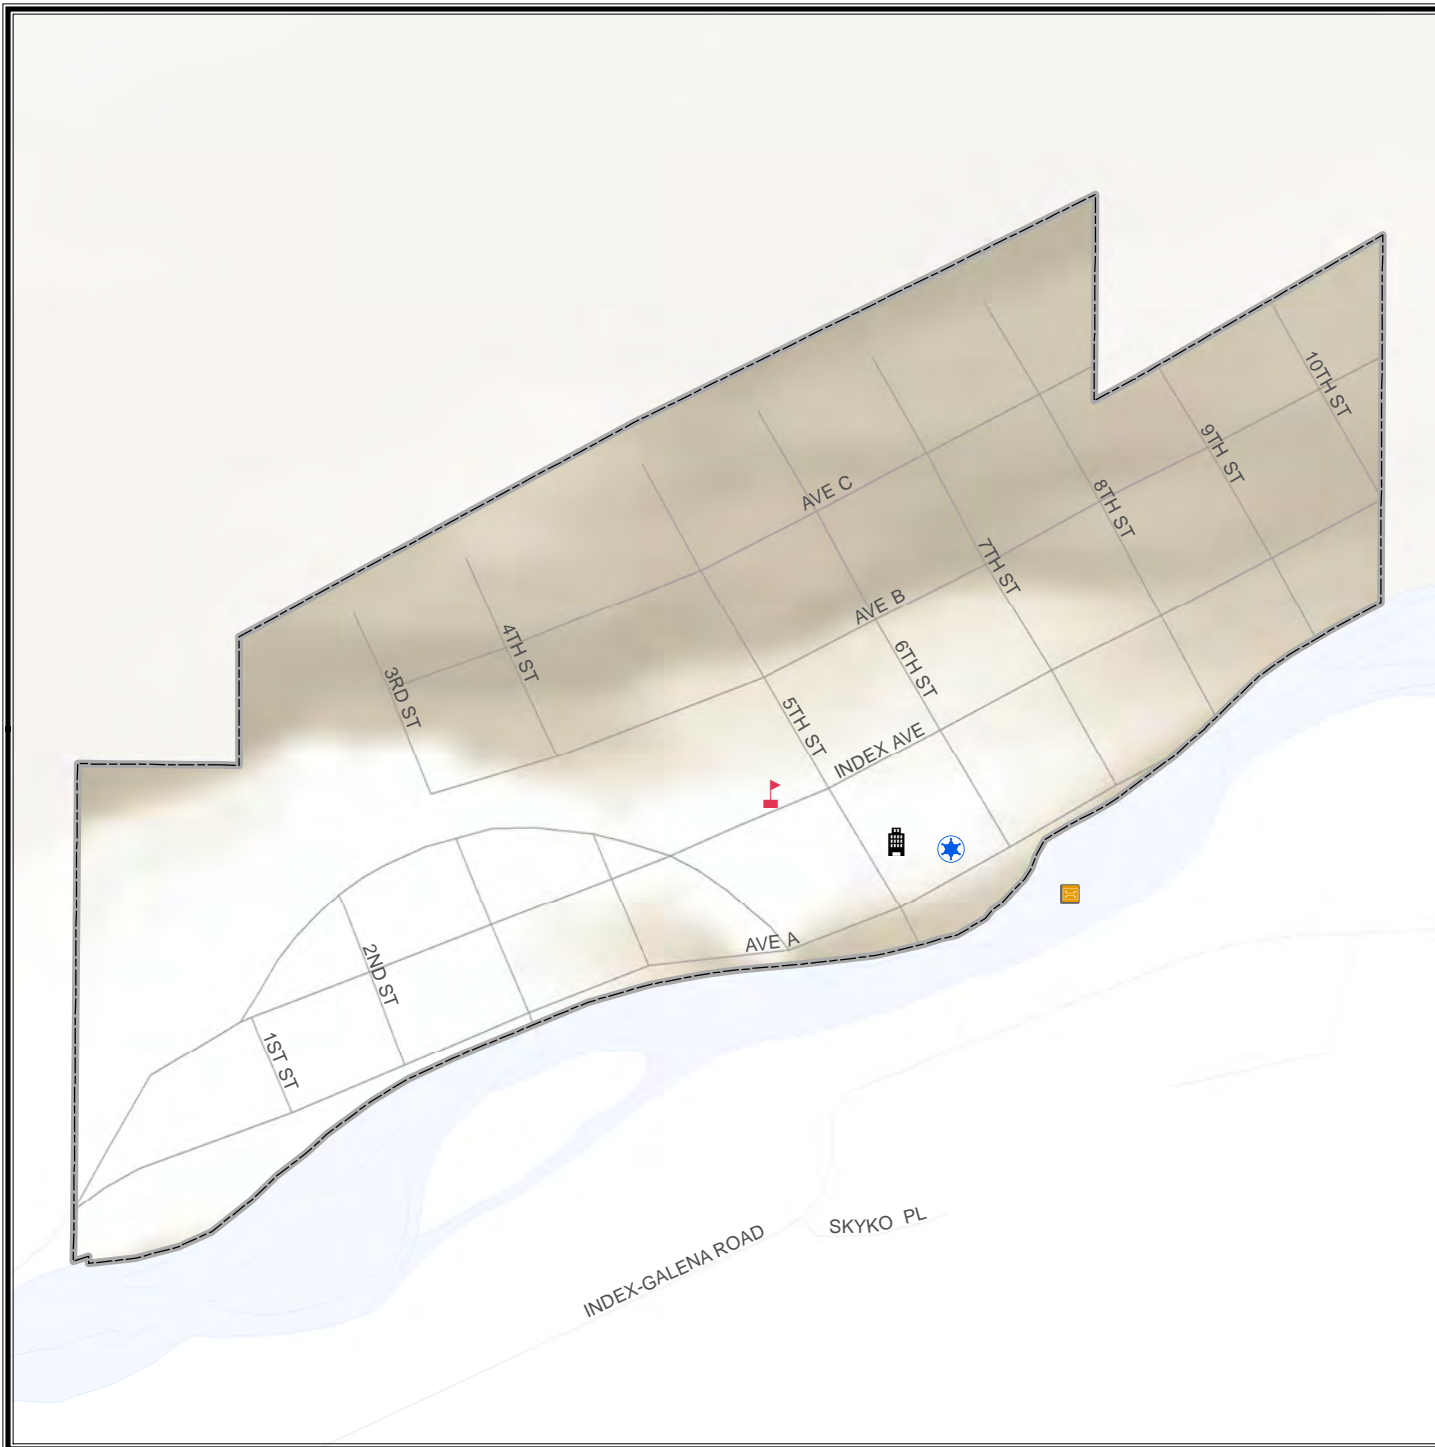 10TH ST
9TH ST
AVE C
8TH ST
7TH ST
AVE B
4TH ST
6TH ST
3RD ST
5TH ST
INDEX AVE
AVE A
2ND ST
1ST ST
SKYKO PL
INDEX-GALENA ROAD